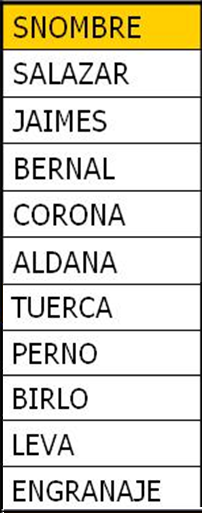 SNOMBRE
SALAZAR
JAIMES
BERNAL
CORONA
ALDANA
TUERCA
PERNO
BIRLO
LEVA
ENGRANAJE